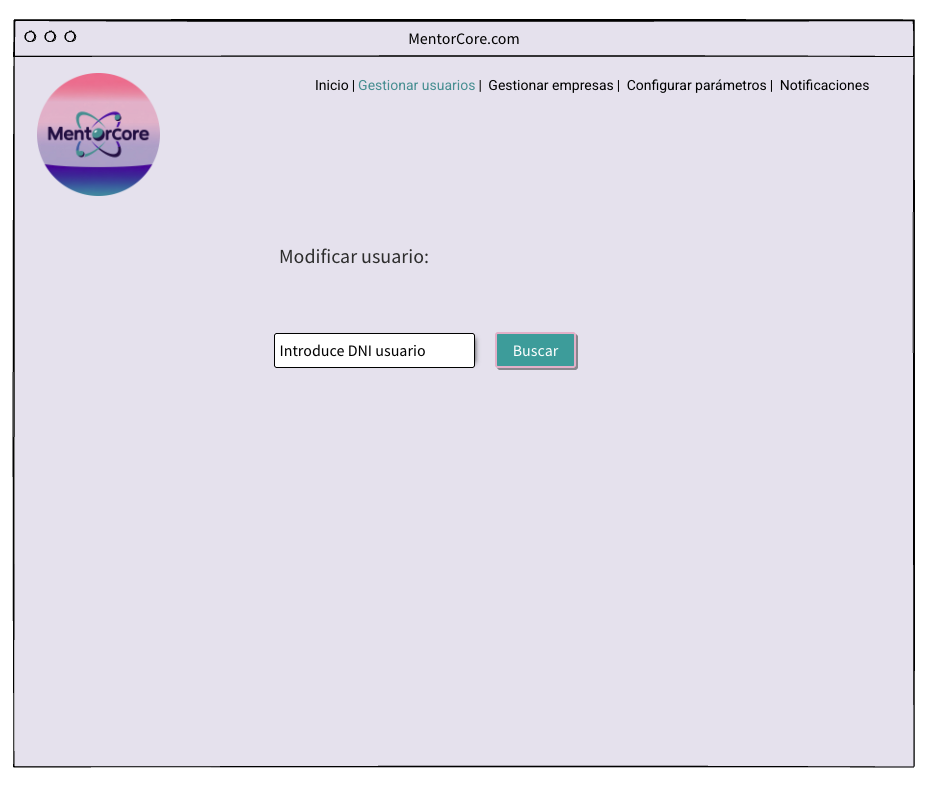 MentorCore.com
Inicio | Gestionar usuarios | Gestionar empresas | Configurar parámetros | Notificaciones
MentorCore
Modificar usuario:
Introduce DNI usuario
Buscar